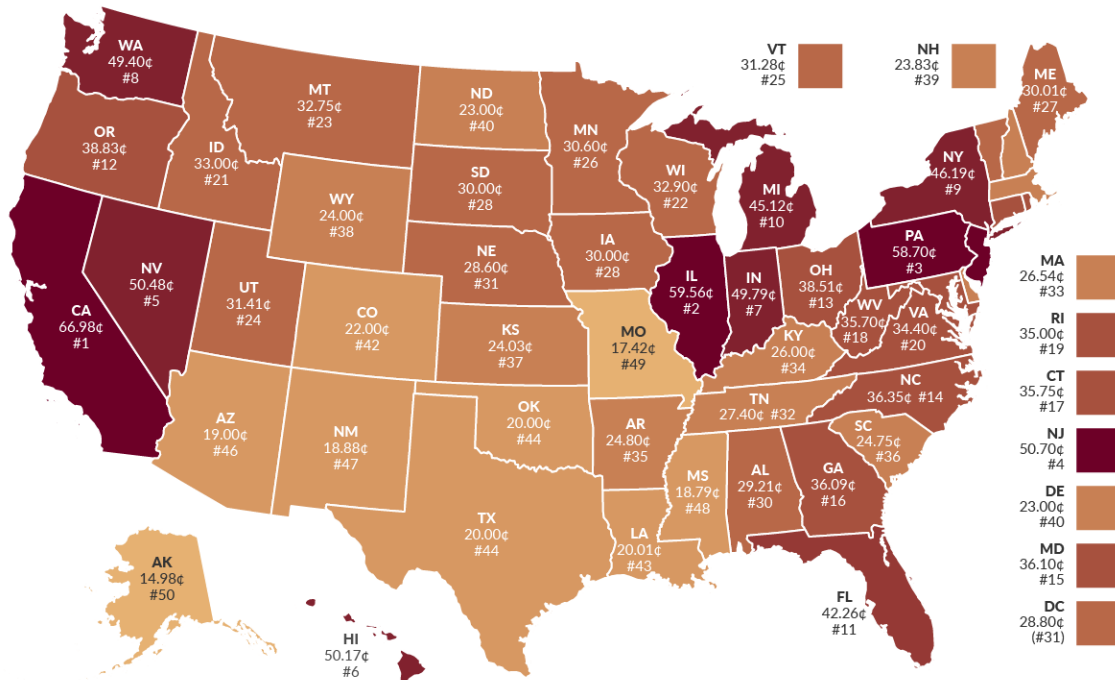 WA
49.40¢
#8
MT
32.75¢
#23
ND
23.00¢
#40
MN
30.60¢
#26
VT
31.28¢
#25
NH
23.83¢
#39
ME
30.01¢
#27
OR
38.83¢
#12
ID
33.00¢
#21
WY
24.00¢
#38
SD
30.00¢
#28
WI
32.90¢
#22
MI
45.12¢
#10
NY
46.19¢
#9
CA
66.98¢
#1
NV
50.48¢
#5
UT
31.41¢
#24
CO
22.00¢
#42
NE
28.60¢
#31
IA
30.00¢
#28
IL
59.56¢
#2
IN
49.79¢
#7
OH
38.51¢
#13
PA
58.70¢
#3
KS
24.03¢
#37
MO
17.42¢
#49
KY
26.00¢
#34
WV
35.70¢
#18
VA
34.40¢
#20
AZ
19.00¢
#46
NM
18.88¢
#47
OK
20.00¢
#44
AR
24.80¢
#35
TN
27.40¢ #32
NC
36.35¢ #14
SC
24.75¢
#36
TX
20.00¢
#44
LA
20.01¢
#43
MS
18.79¢
#48
AL
29.21¢
#30
GA
36.09¢
#16
FL
42.26¢
#11
AK
14.98¢
#50
HI
50.17¢
#6
MA
26.54¢
#33
RI
35.00¢
#19
CT
35.75¢
#17
NJ
50.70¢
#4
DE
23.00¢
#40
MD
36.10¢
#15
DC
28.80¢
(#31)